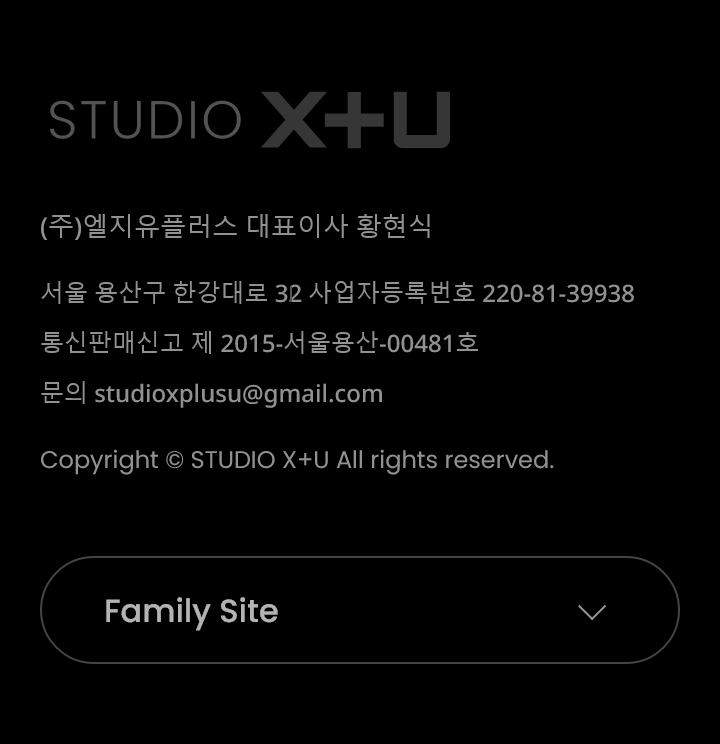 STUDIO X+U
(주)엘지유플러스 대표이사 황현식
서울 용산구 한강대로 32 사업자등록번호 220-81-39938
통신판매신고 제 2015-서울용산-00481호
문의 studioxplusu@gmail.com
Copyright © STUDIO X+U All rights reserved.
Family Site